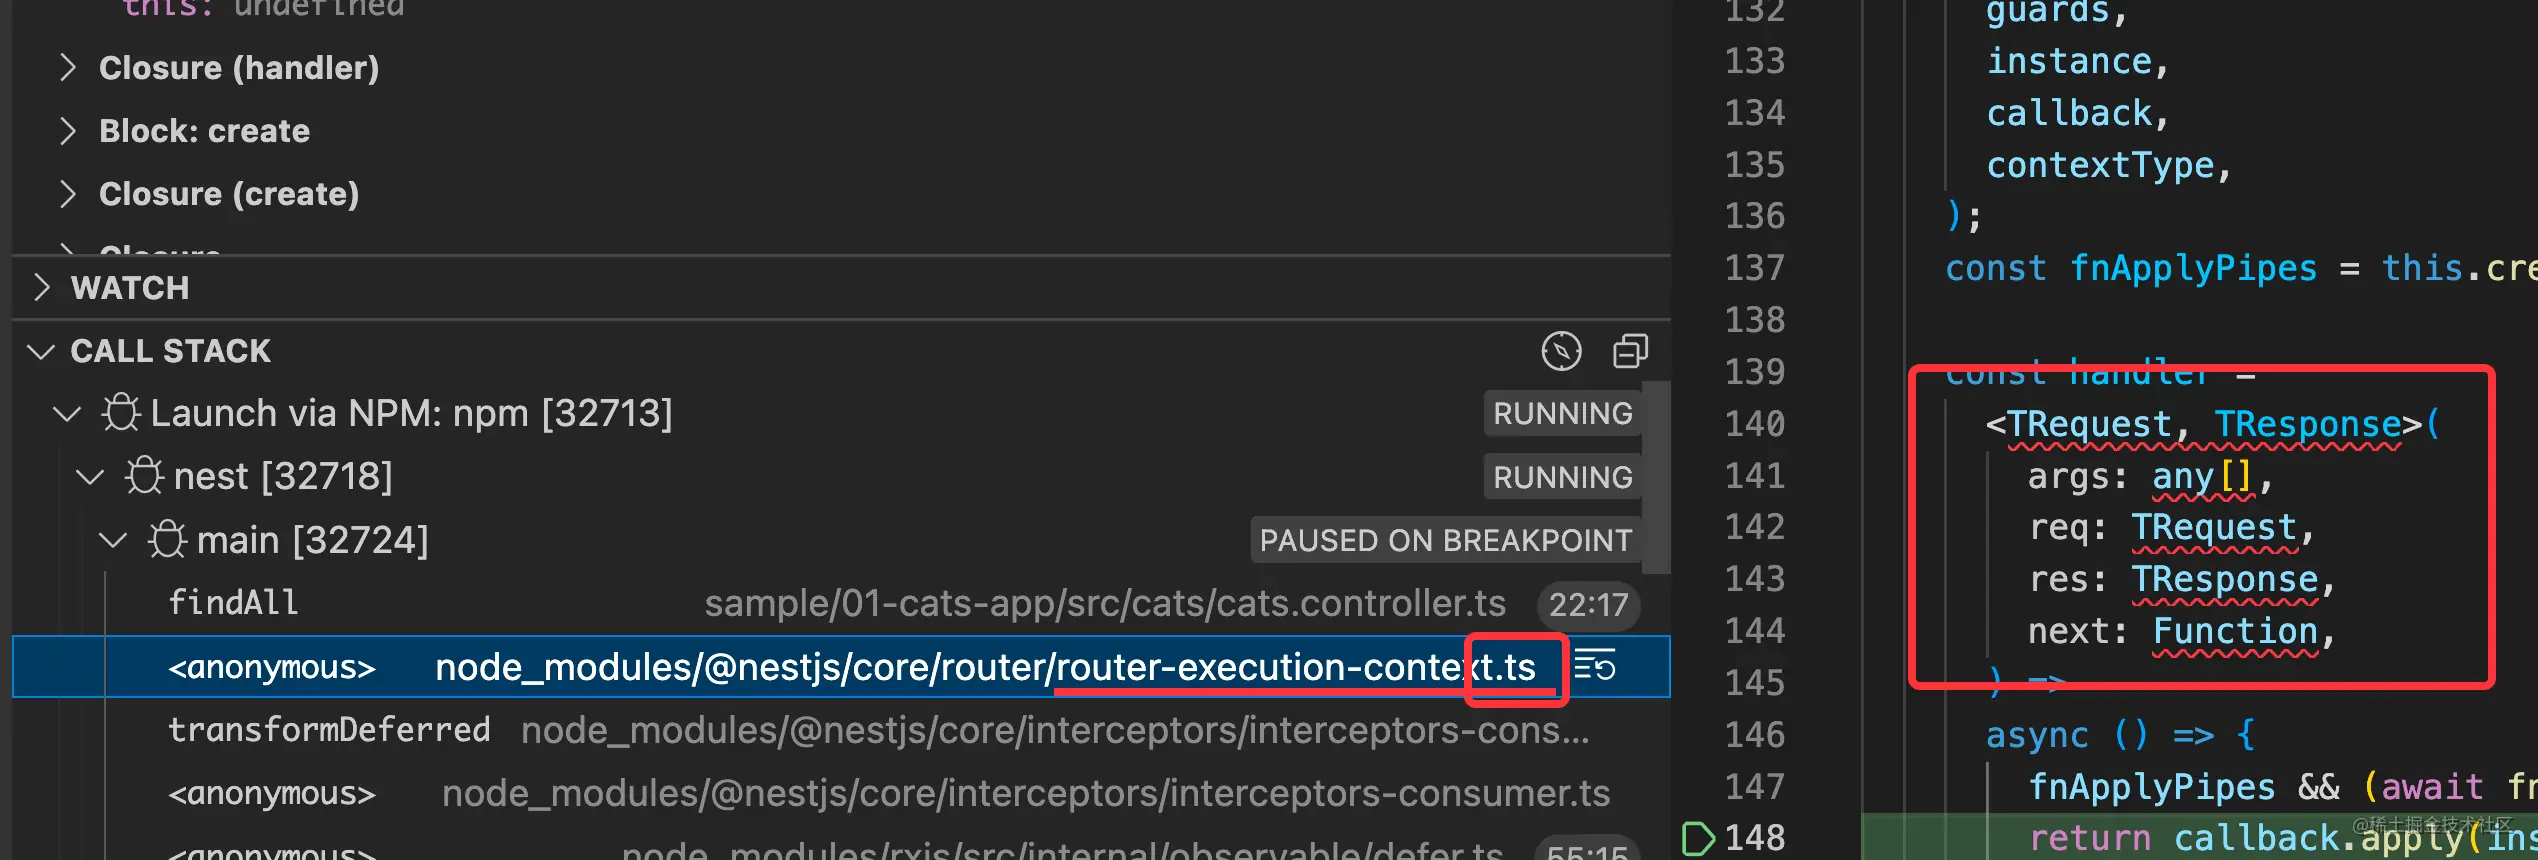 this: undefined
Closure (handler)
Block: create
Closure (create)
Closure
WATCH
CALL STACK
Launch via NPM: npm [32713] RUNNING
nest [32718] RUNNING
main [32724] PAUSED ON BREAKPOINT
findAll sample/01-cats-app/src/cats/cats.controller.ts 22:17
<anonymous> node_modules/@nestjs/core/router/router-execution-context.ts
transformDeferred node_modules/@nestjs/core/interceptors/interceptors-cons...
<anonymous> node_modules/@nestjs/core/interceptors/interceptors-consumer.ts
<anonymous> node_modules/rxjs/src/internal/observable/defer.ts 55:15
132 guards,
133 instance,
134 callback,
135 contextType,
136 );
137 const fnApplyPipes = this.cre
138
139 const handler =
140 <TRequest, TResponse>(
141 args: any[],
142 req: TRequest,
143 res: TResponse,
144 next: Function,
145 ) =>
146 async () => {
147 fnApplyPipes && (await fn
148 return callback.apply(ins
@稀土掘金技术社区